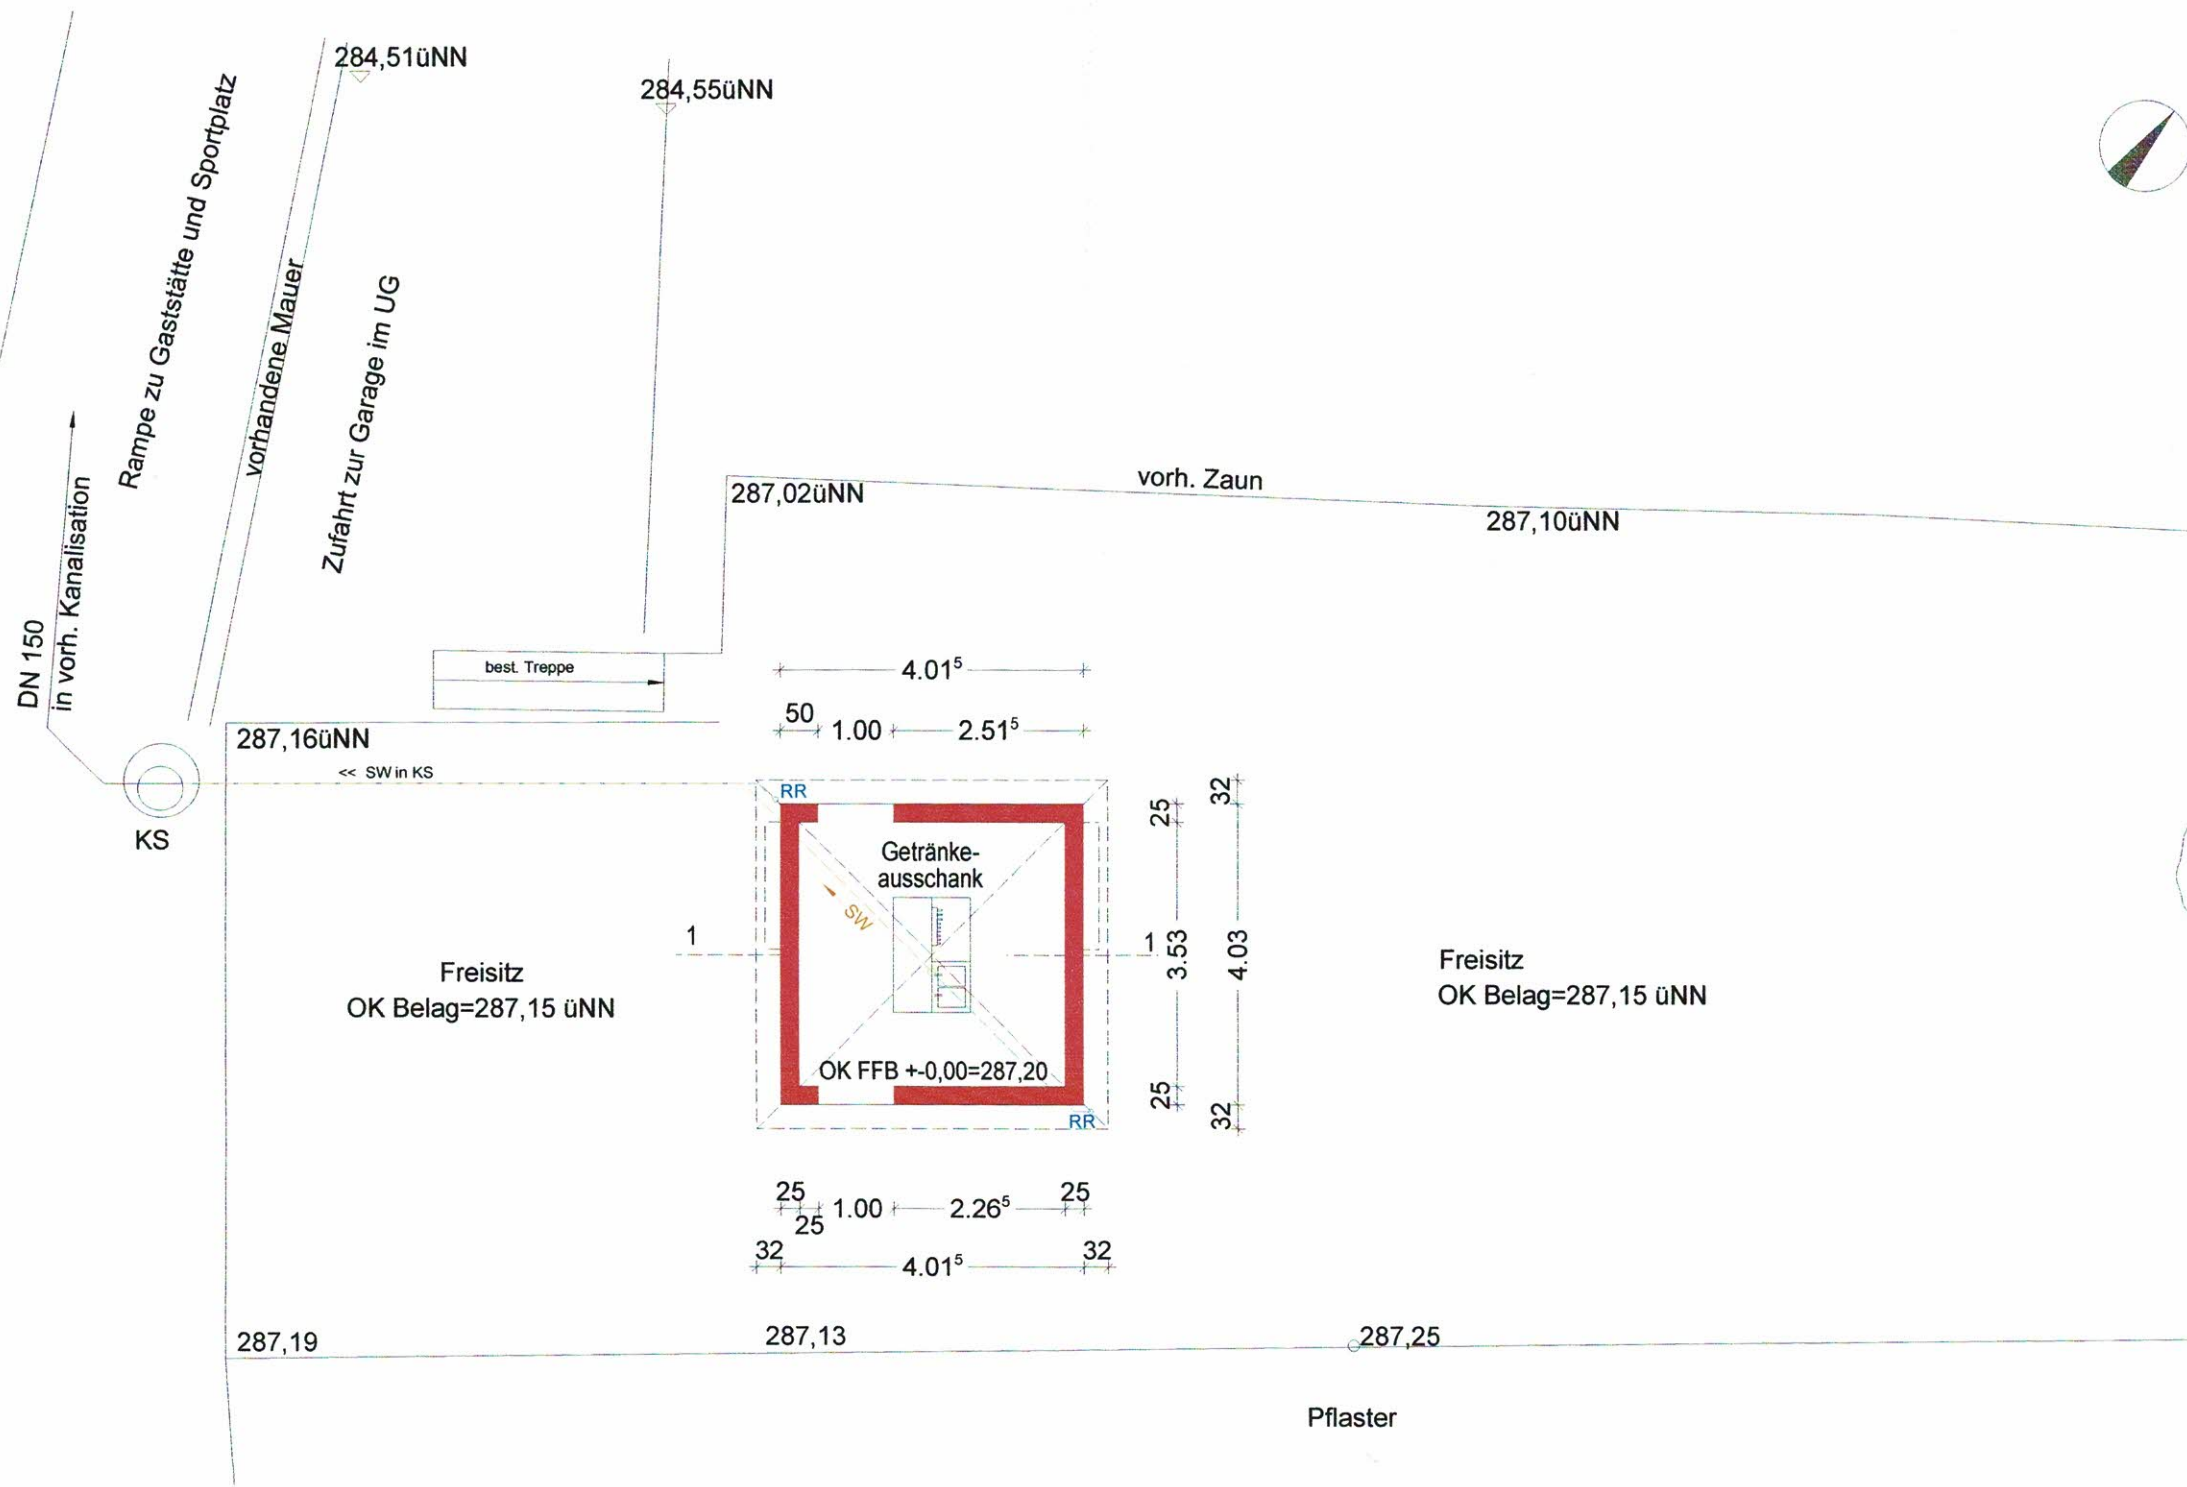 284,51üNN
284,55üNN
Rampe zu Gaststätte und Sportplatz
vorhandene Mauer
Zufahrt zur Garage im UG
DN 150
in vorh. Kanalisation
vorh. Zaun
287,02üNN
287,10üNN
best. Treppe
4.01⁵
50
1.00
2.51⁵
287,16üNN
<< SW in KS
KS
RR
Getränke-
ausschank
SW
25
32
1
1
3.53
4.03
Freisitz
OK Belag=287,15 üNN
Freisitz
OK Belag=287,15 üNN
OK FFB +-0,00=287,20
25
32
RR
25
25
1.00
2.26⁵
25
32
4.01⁵
32
287,19
287,13
287,25
Pflaster